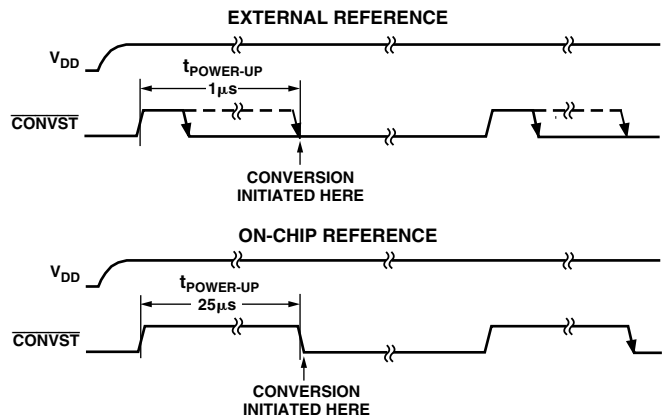 EXTERNAL REFERENCE
VDD
tPOWER-UP
1μs
CONVST
CONVERSION
INITIATED HERE
ON-CHIP REFERENCE
VDD
tPOWER-UP
25μs
CONVST
CONVERSION
INITIATED HERE